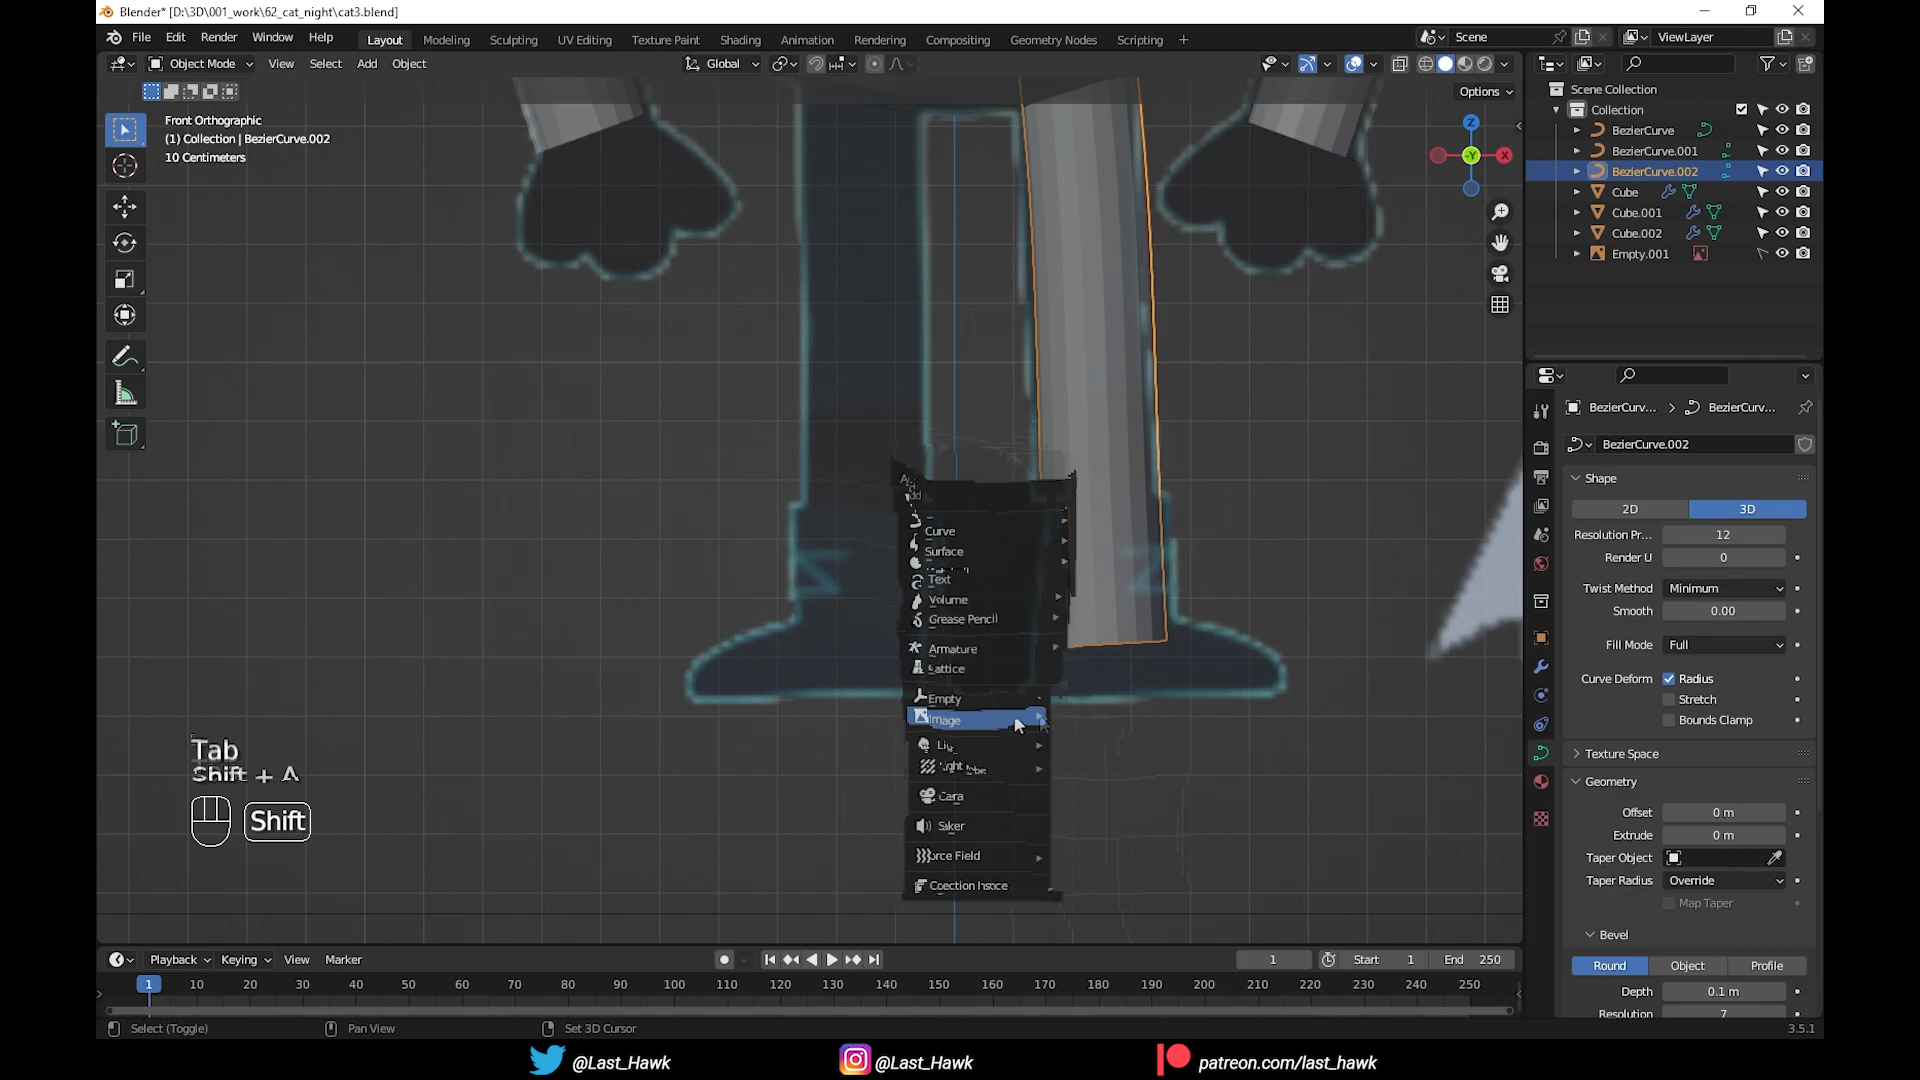 Blender* [D:\3D\001_work\62_cat_night\cat3.blend]
File Edit Render Window Help Layout Modeling Sculpting UV Editing Texture Paint Shading Animation Rendering Compositing Geometry Nodes Scripting + Scene ViewLayer
Object Mode View Select Add Object Global
Options
Front Orthographic
(1) Collection | BezierCurve.002
10 Centimeters
Z
-Y
X
Curve
Surface
Text
Volume
Grease Pencil
Armature
Lattice
Empty
Image
Tab
Shift + A
Shift
Scene Collection
Collection
BezierCurve
BezierCurve.001
BezierCurve.002
Cube
Cube.001
Cube.002
Empty.001
BezierCurv... > BezierCurv...
BezierCurve.002
Shape
2D 3D
Resolution Pr... 12
Render U 0
Twist Method Minimum
Smooth 0.00
Fill Mode Full
Curve Deform Radius
Stretch
Bounds Clamp
Texture Space
Geometry
Offset 0 m
Extrude 0 m
Taper Object
Taper Radius Override
Map Taper
Bevel
Round Object Profile
Depth 0.1 m
Resolution 7
Playback Keying View Marker 1 Start 1 End 250
1 10 20 30 40 50 60 70 80 90 100 110 120 130 140 150 160 170 180 190 200 210 220 230 240 250
Select (Toggle) Pan View Set 3D Cursor 3.5.1
@Last_Hawk @Last_Hawk patreon.com/last_hawk